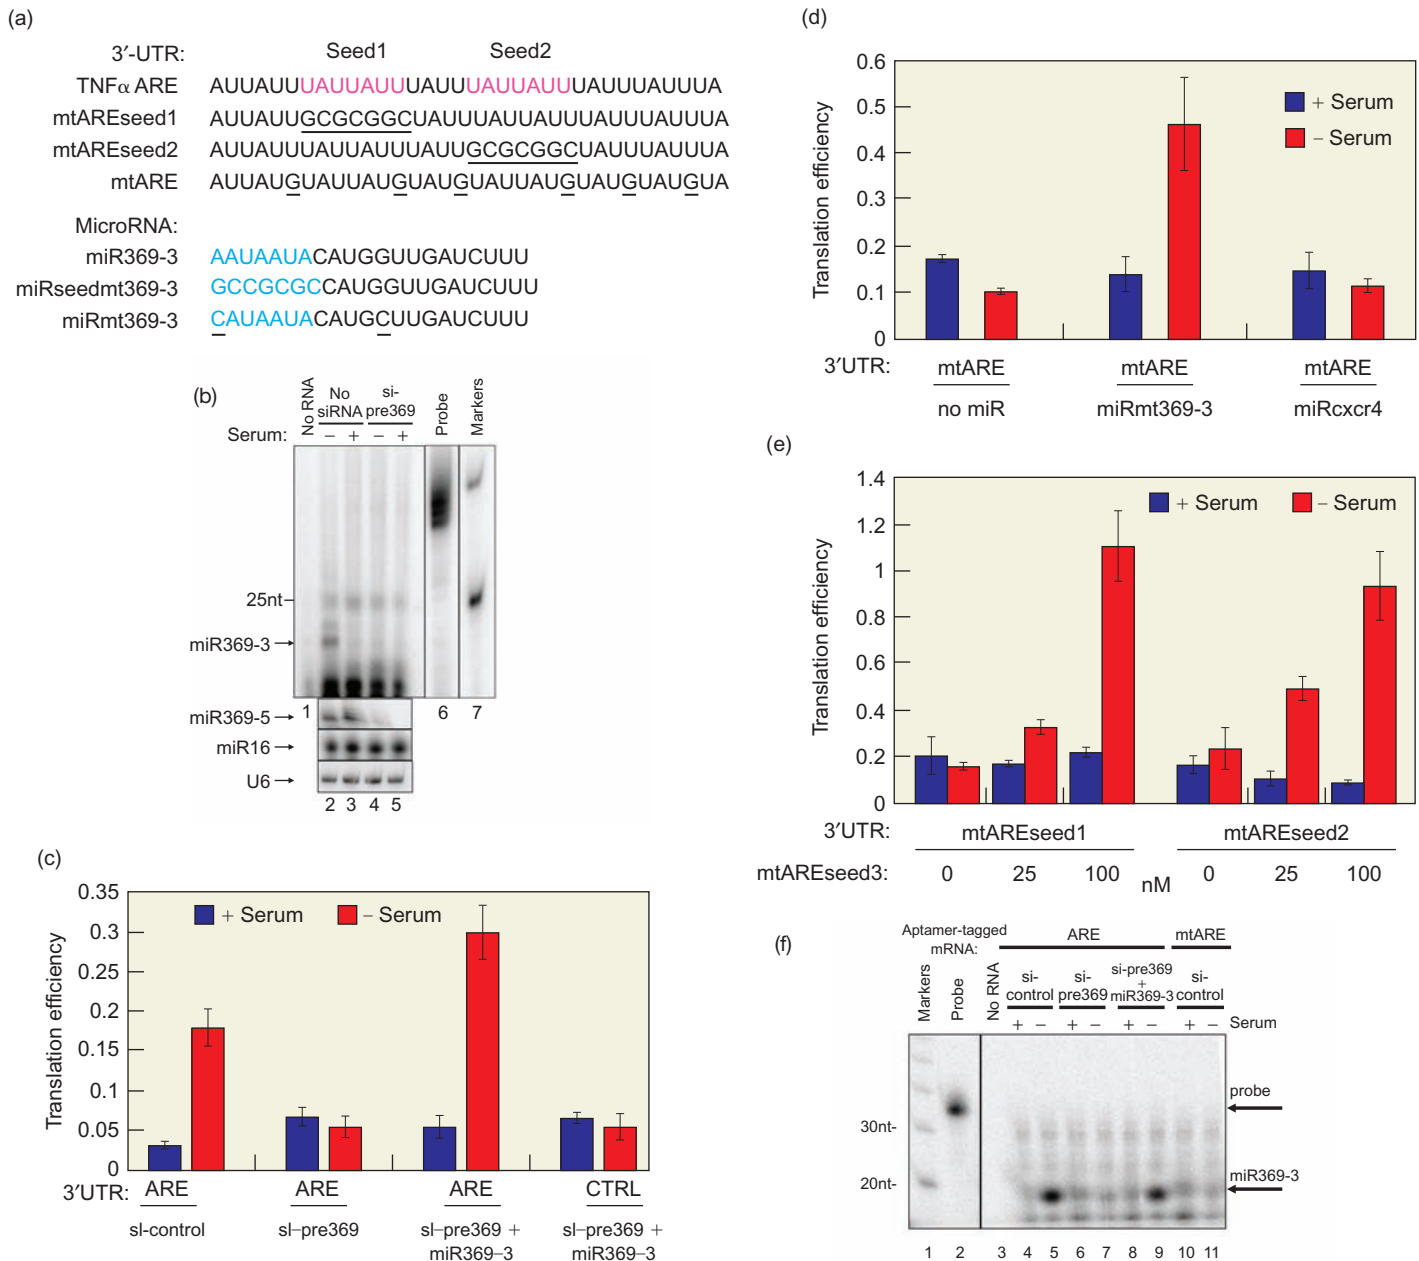 (a)
3′-UTR: Seed1 Seed2
TNFα ARE AUUAUUUAUUAUUUAUUUAUUAUUUAUUUAUUUA
mtAREseed1 AUUAUUGCGCGGCUAUUUAUUAUUUAUUUAUUUA
mtAREseed2 AUUAUUUAUUAUUUAUUGCGCGGCUAUUUAUUUA
mtARE AUUAUGUAUUAUGUAUGUAUUAUGUAUGUAUGUA
MicroRNA:
miR369-3 AAUAAUACAUGGUUGAUCUUU
miRseedmt369-3 GCCGCGCCAUGGUUGAUCUUU
miRmt369-3 CAUAAUACAUGCUUGAUCUUU
(b)
No RNA
No siRNA
si-pre369
Probe
Markers
Serum: – + – +
25nt
miR369-3
1 6 7
miR369-5
miR16
U6
2 3 4 5
(c)
Translation efficiency
0.35
0.3
0.25
0.2
0.15
0.1
0.05
0
+ Serum – Serum
3′UTR: ARE ARE ARE CTRL
sl-control sl–pre369 sl–pre369 + miR369–3 sl–pre369 + miR369–3
(d)
Translation efficiency
0.6
0.5
0.4
0.3
0.2
0.1
0
+ Serum
– Serum
3′UTR: mtARE mtARE mtARE
no miR miRmt369-3 miRcxcr4
(e)
Translation efficiency
1.4
1.2
1
0.8
0.6
0.4
0.2
0
+ Serum – Serum
3′UTR: mtAREseed1 mtAREseed2
mtAREseed3: 0 25 100 nM 0 25 100
(f)
Aptamer-tagged mRNA: ARE mtARE
Markers
Probe
No RNA
si-control
si-pre369
si-pre369 + miR369-3
si-control
+ – + – + – + – Serum
probe
30nt-
20nt-
miR369-3
1 2 3 4 5 6 7 8 9 10 11